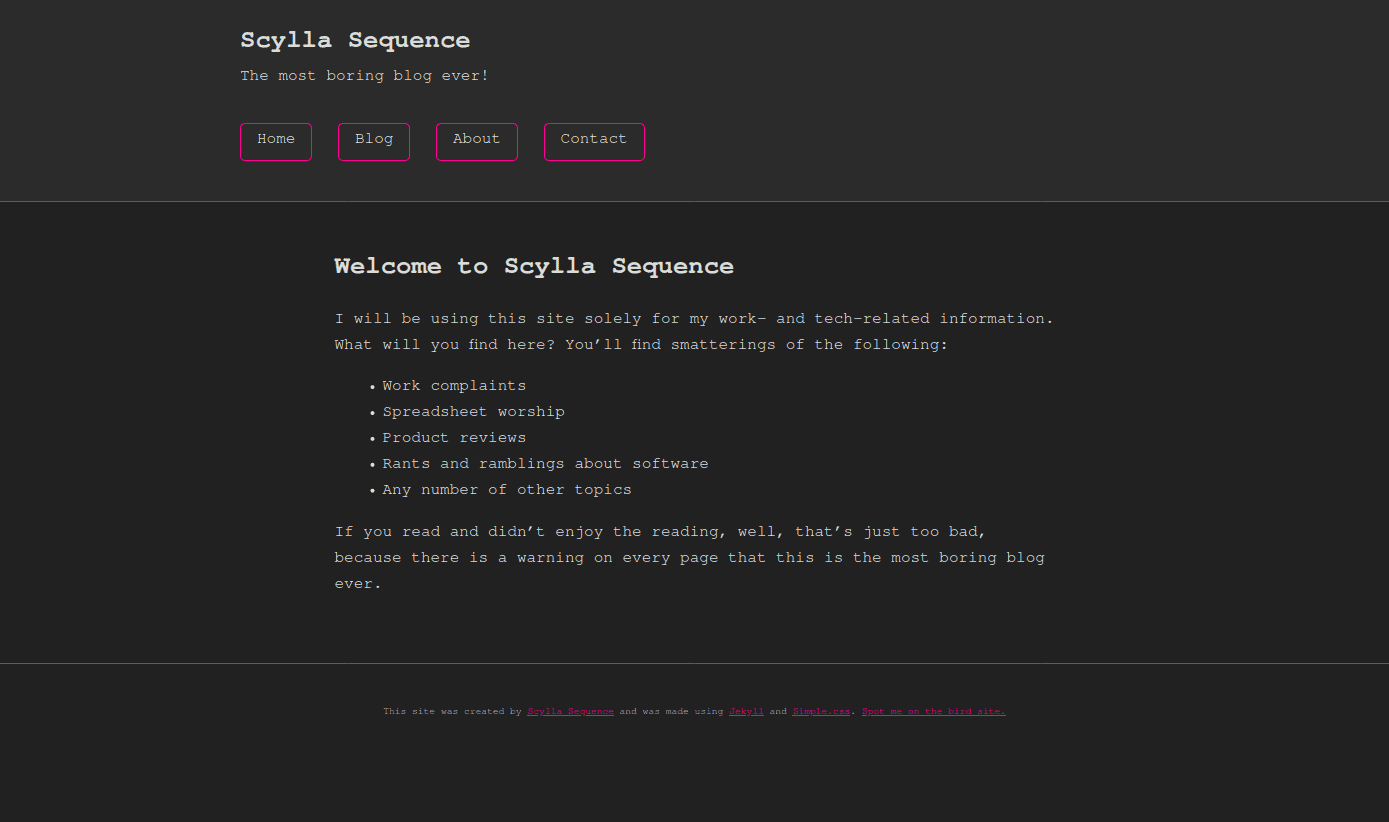 Scylla Sequence
The most boring blog ever!
Home Blog About Contact
Welcome to Scylla Sequence
I will be using this site solely for my work- and tech-related information.
What will you find here? You’ll find smatterings of the following:
• Work complaints
• Spreadsheet worship
• Product reviews
• Rants and ramblings about software
• Any number of other topics
If you read and didn’t enjoy the reading, well, that’s just too bad,
because there is a warning on every page that this is the most boring blog
ever.
This site was created by Scylla Sequence and was made using Jekyll and Simple.css. Spot me on the bird site.